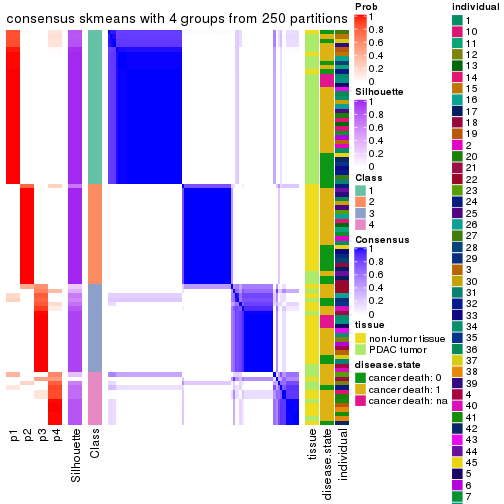 consensus skmeans with 4 groups from 250 partitions
p1
p2
p3
p4
Silhouette
Class
tissue
disease.state
individual
Prob
1
0.8
0.6
0.4
0.2
0
Silhouette
1
0.8
0.6
0.4
0.2
0
Class
1
2
3
4
Consensus
1
0.8
0.6
0.4
0.2
0
tissue
non-tumor tissue
PDAC tumor
disease.state
cancer death: 0
cancer death: 1
cancer death: na
individual
1
10
11
12
13
14
15
16
17
18
19
2
20
21
22
23
24
25
26
27
28
29
3
30
31
32
33
34
35
36
37
38
39
4
40
41
42
43
44
45
5
6
7